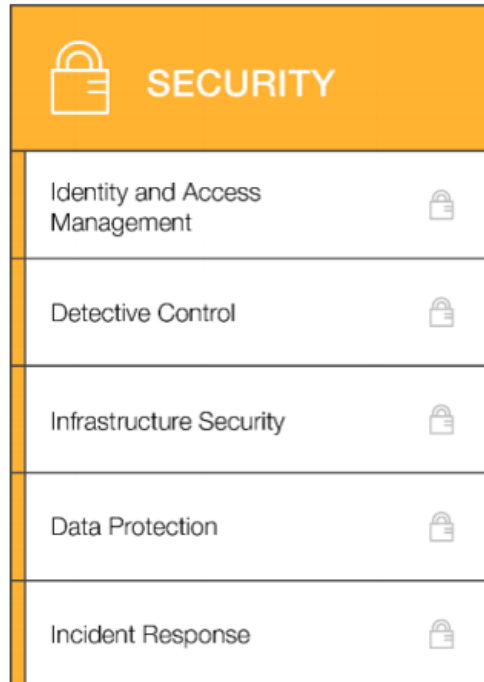 SECURITY
Identity and Access
Management
Detective Control
Infrastructure Security
Data Protection
Incident Response